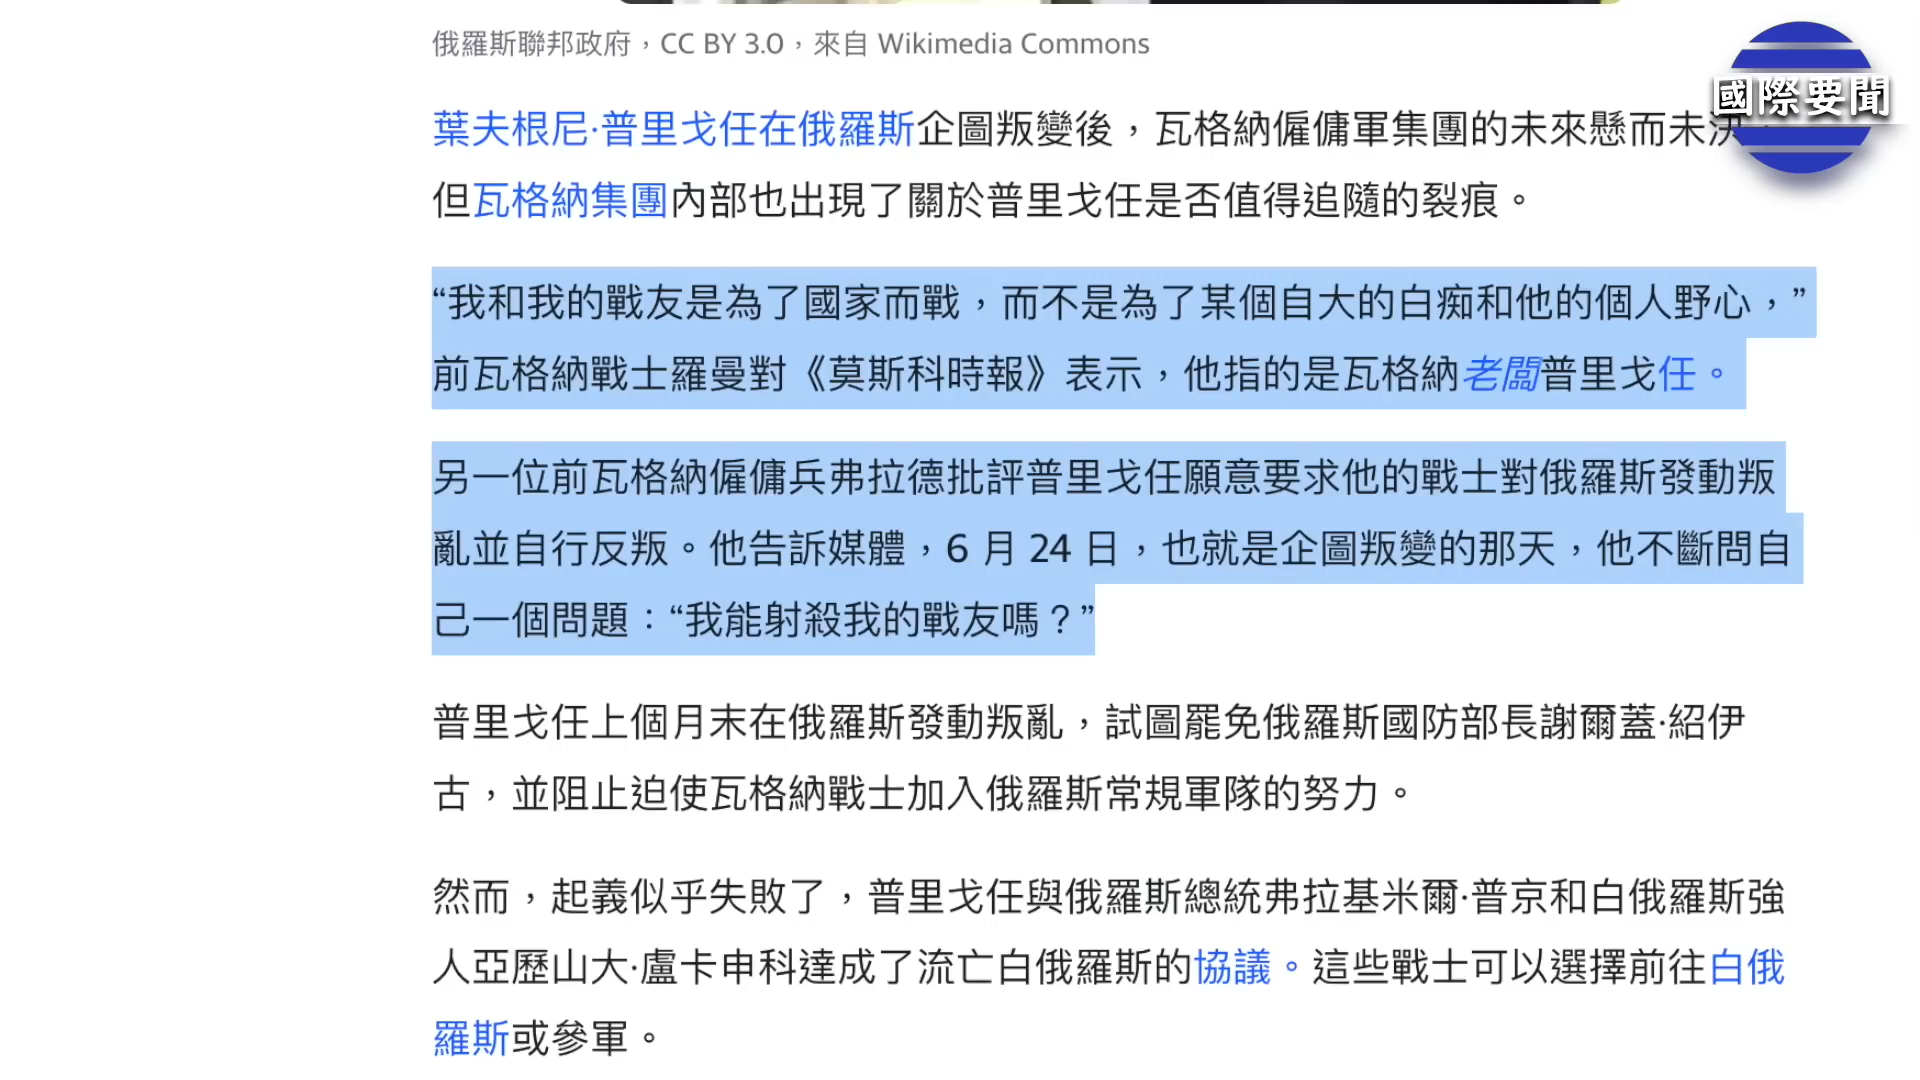 俄羅斯聯邦政府，CC BY 3.0，來自 Wikimedia Commons
國際要聞
葉夫根尼·普里戈任在俄羅斯企圖叛變後，瓦格納僱傭軍集團的未來懸而未決
但瓦格納集團內部也出現了關於普里戈任是否值得追隨的裂痕。
“我和我的戰友是為了國家而戰，而不是為了某個自大的白痴和他的個人野心，”
前瓦格納戰士羅曼對《莫斯科時報》表示，他指的是瓦格納老闆普里戈任。
另一位前瓦格納僱傭兵弗拉德批評普里戈任願意要求他的戰士對俄羅斯發動叛
亂並自行反叛。他告訴媒體，6 月 24 日，也就是企圖叛變的那天，他不斷問自
己一個問題：“我能射殺我的戰友嗎？”
普里戈任上個月末在俄羅斯發動叛亂，試圖罷免俄羅斯國防部長謝爾蓋·紹伊
古，並阻止迫使瓦格納戰士加入俄羅斯常規軍隊的努力。
然而，起義似乎失敗了，普里戈任與俄羅斯總統弗拉基米爾·普京和白俄羅斯強
人亞歷山大·盧卡申科達成了流亡白俄羅斯的協議。這些戰士可以選擇前往白俄
羅斯或參軍。